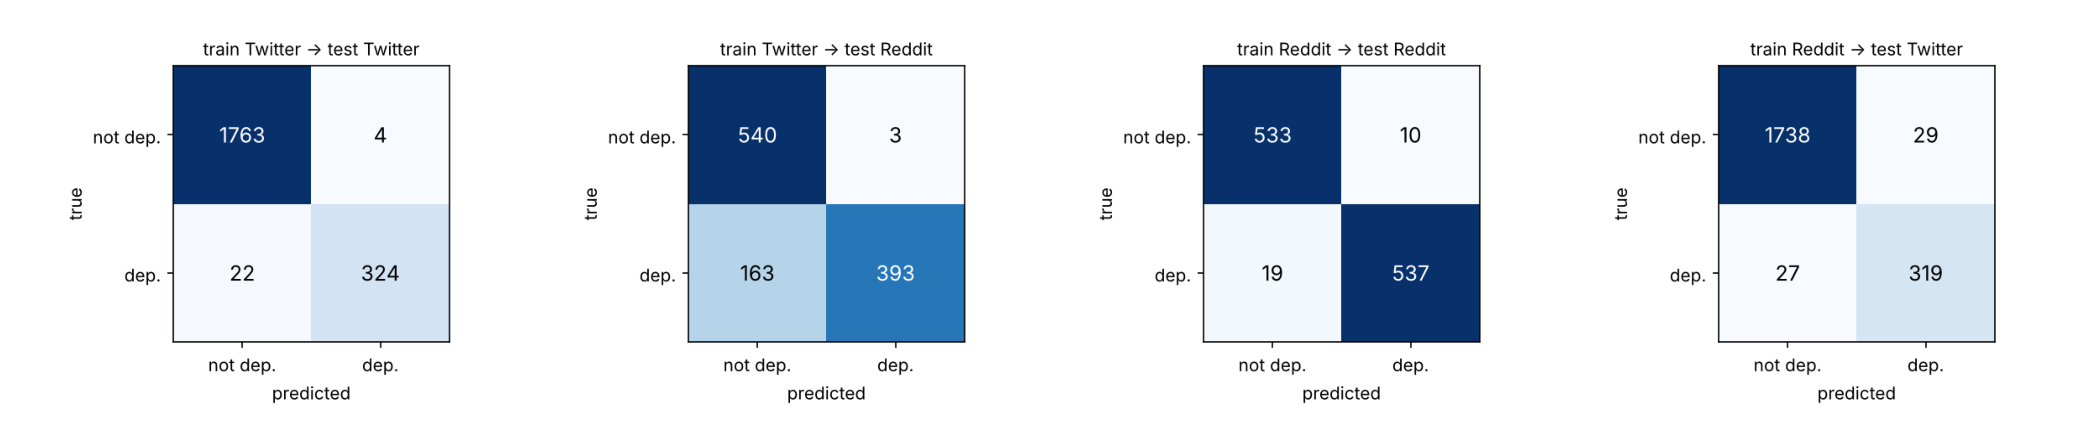 train Twitter → test Twitter
not dep.
1763
4
true
dep.
22
324
not dep.
dep.
predicted
train Twitter → test Reddit
not dep.
540
3
true
dep.
163
393
not dep.
dep.
predicted
train Reddit → test Reddit
not dep.
533
10
true
dep.
19
537
not dep.
dep.
predicted
train Reddit → test Twitter
not dep.
1738
29
true
dep.
27
319
not dep.
dep.
predicted